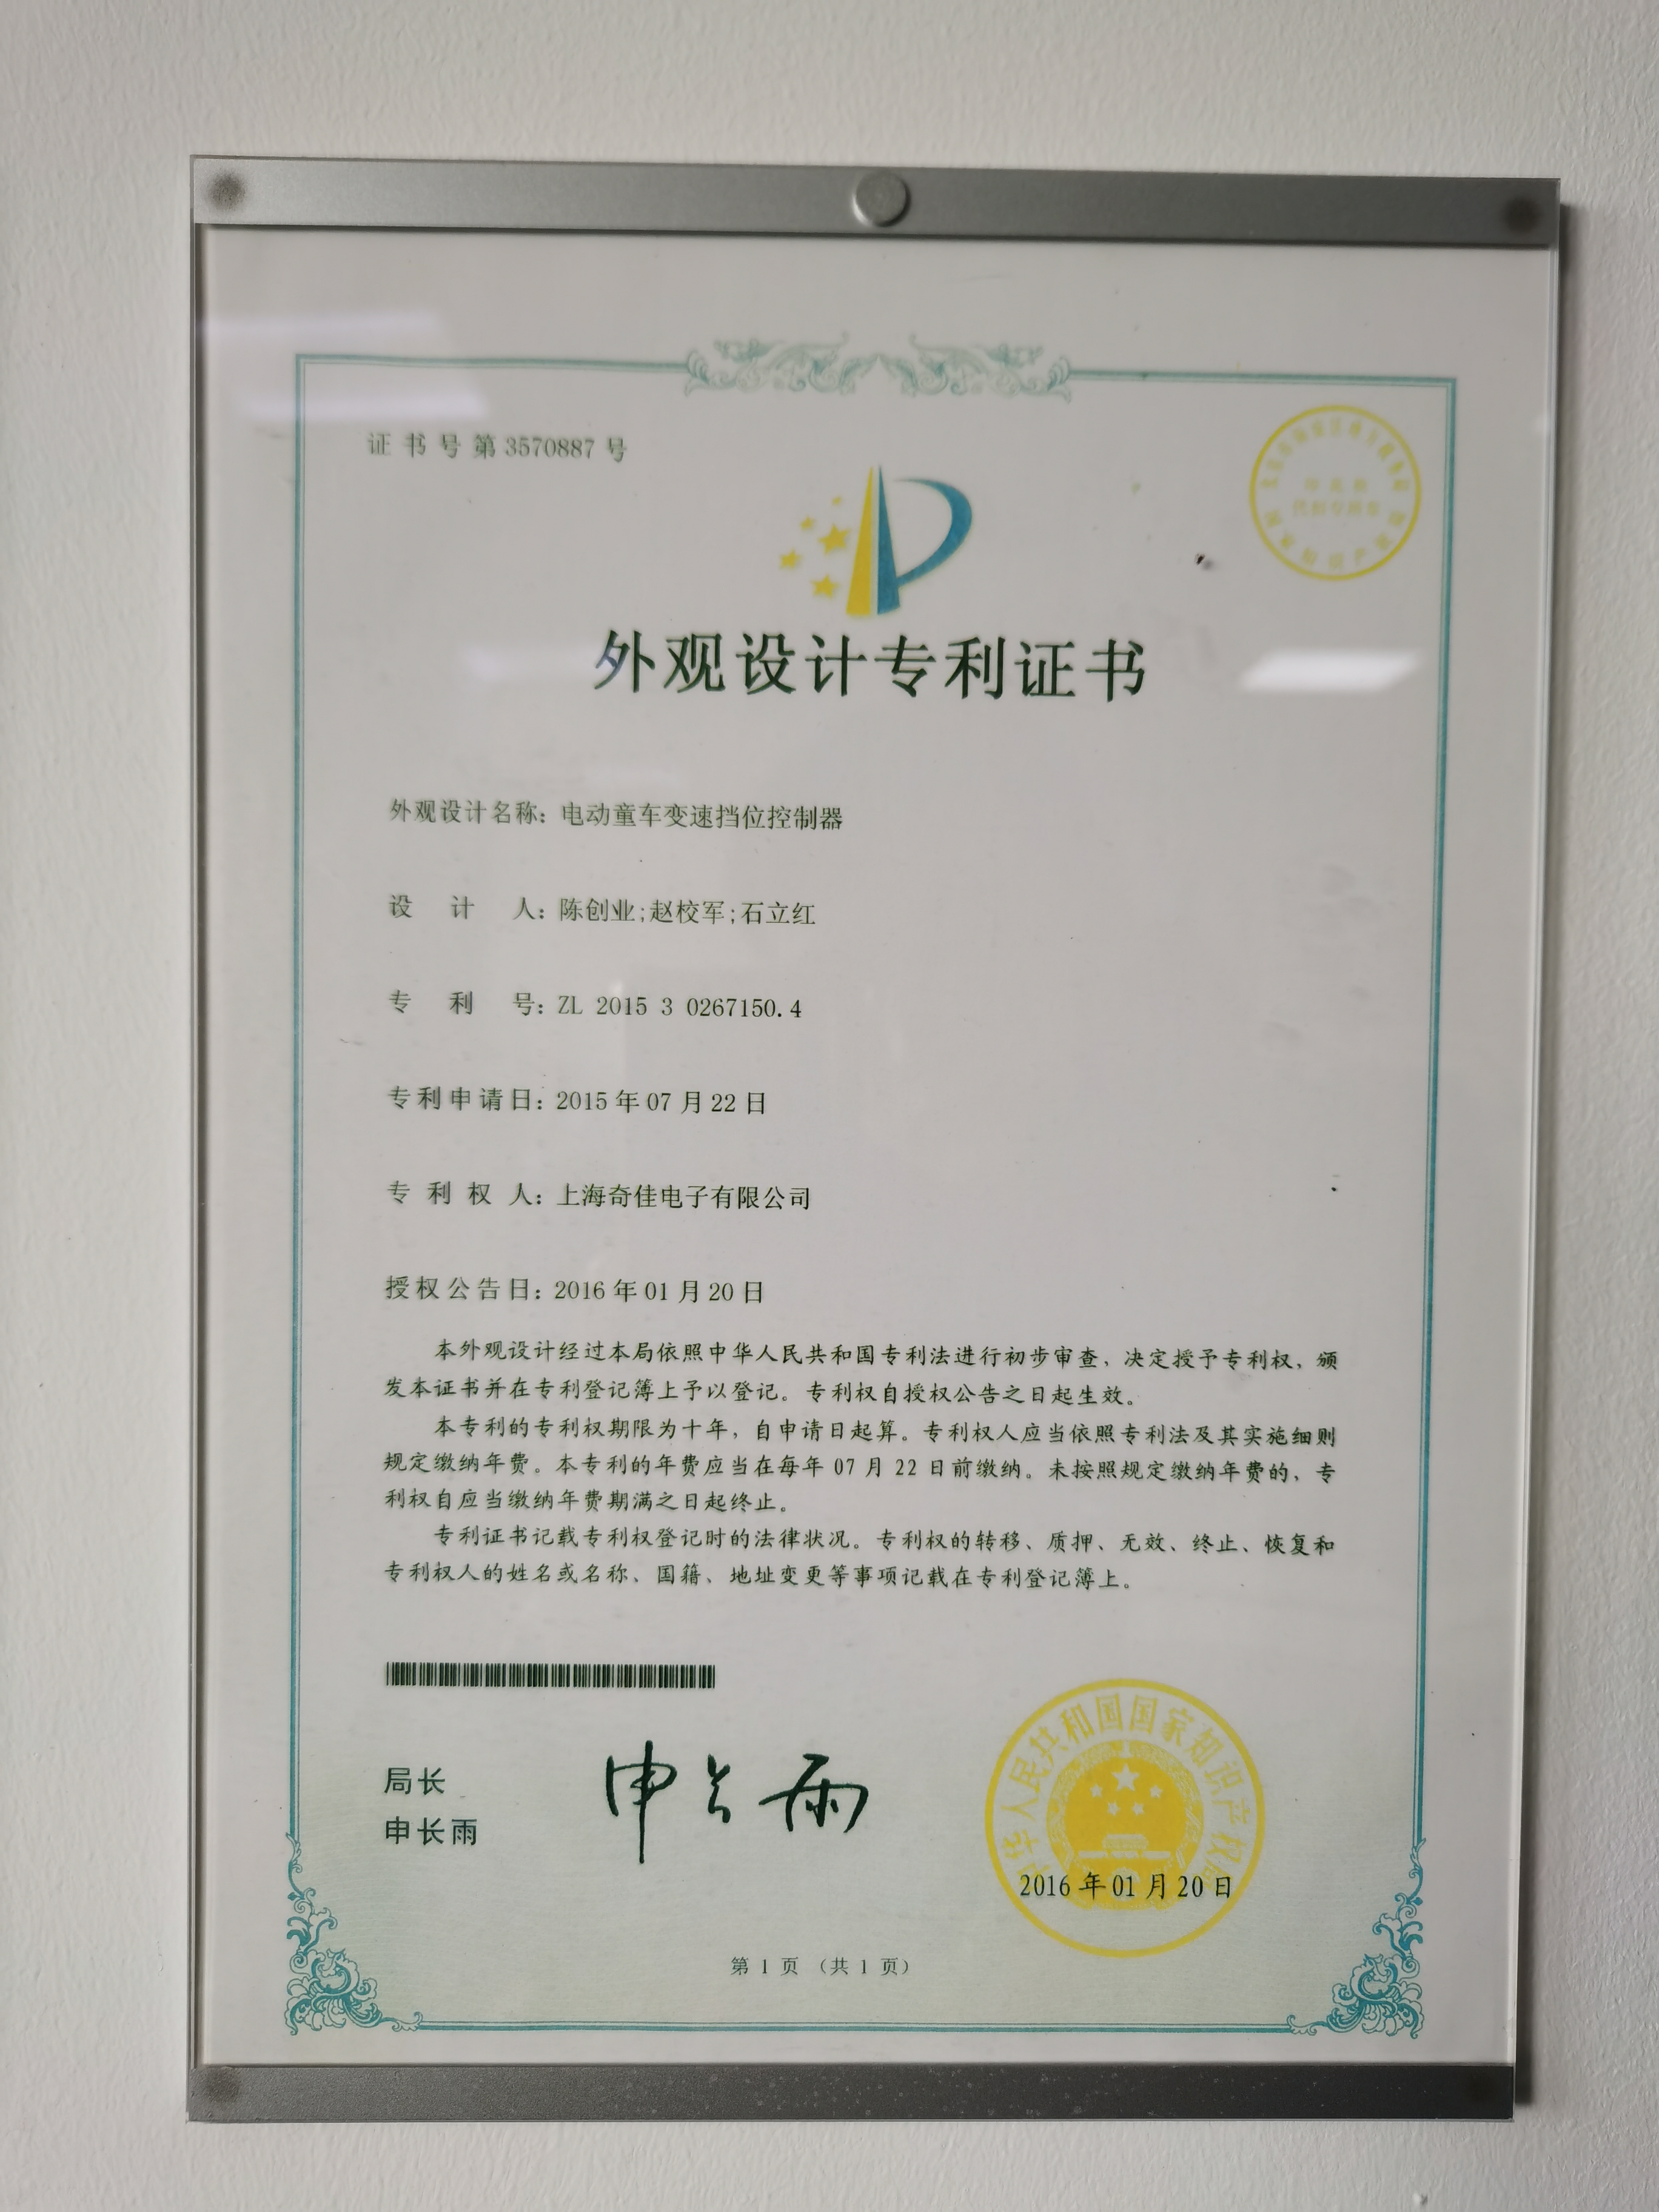 证书号第3570887号
外观设计专利证书
外观设计名称：电动童车变速挡位控制器
设计人：陈创业;赵校军;石立红
专利号：ZL 2015 3 0267150.4
专利申请日：2015年07月22日
专利权人：上海奇佳电子有限公司
授权公告日：2016年01月20日
本外观设计经过本局依照中华人民共和国专利法进行初步审查，决定授予专利权，颁
发本证书并在专利登记簿上予以登记。专利权自授权公告之日起生效。
本专利的专利权期限为十年，自申请日起算。专利权人应当依照专利法及其实施细则
规定缴纳年费。本专利的年费应当在每年07月22日前缴纳。未按照规定缴纳年费的，专
利权自应当缴纳年费期满之日起终止。
专利证书记载专利权登记时的法律状况。专利权的转移、质押、无效、终止、恢复和
专利权人的姓名或名称、国籍、地址变更等事项记载在专利登记簿上。
局长
申长雨
申长雨
中华人民共和国国家知识产权局
2016年01月20日
第1页（共1页）